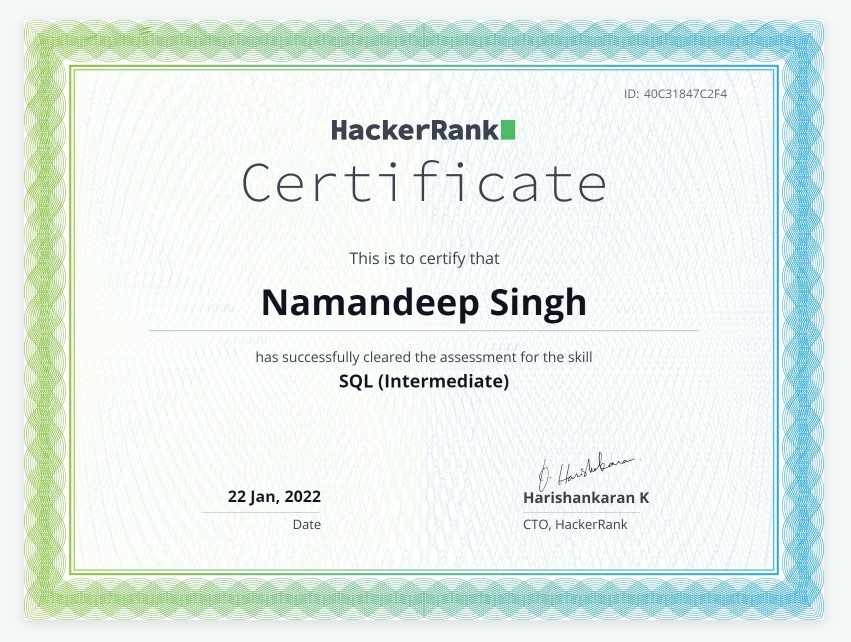 ID: 40C31847C2F4
HackerRank
Certificate
This is to certify that
Namandeep Singh
has successfully cleared the assessment for the skill
SQL (Intermediate)
22 Jan, 2022
Date
Harishankaran K
CTO, HackerRank